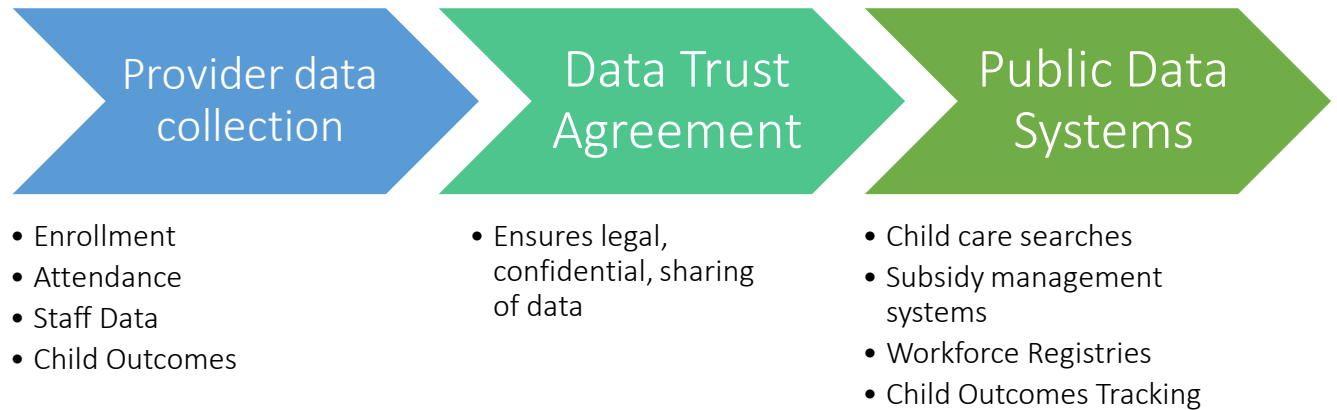 Provider data
collection
• Enrollment
• Attendance
• Staff Data
• Child Outcomes
Data Trust
Agreement
• Ensures legal,
confidential, sharing
of data
Public Data
Systems
• Child care searches
• Subsidy management
systems
• Workforce Registries
• Child Outcomes Tracking